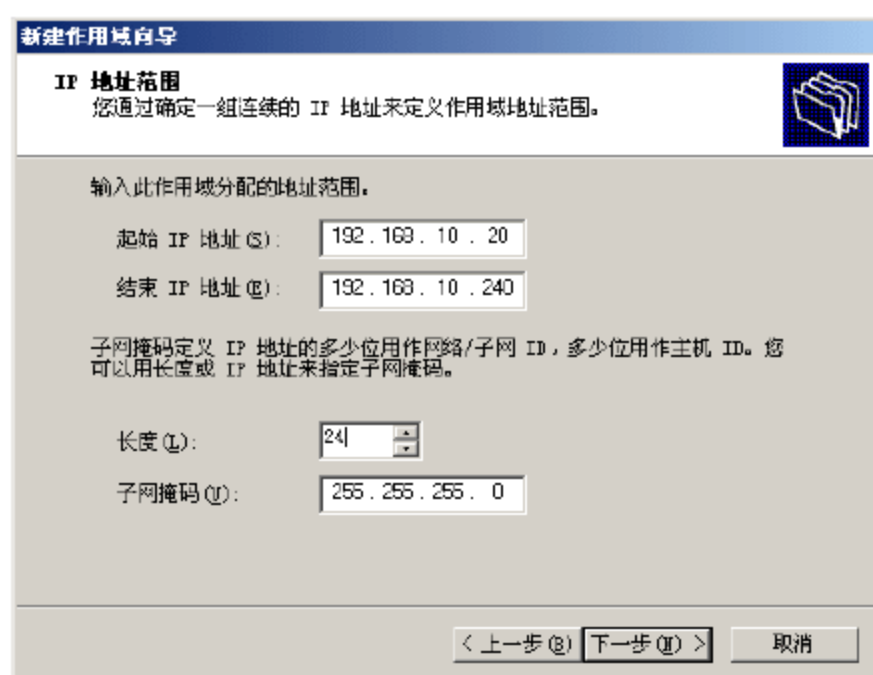 新建作用域向导
IP 地址范围
您通过确定一组连续的 IP 地址来定义作用域地址范围。
输入此作用域分配的地址范围。
起始 IP 地址(S): 192.168. 10 . 20
结束 IP 地址(E): 192.168. 10 .240
子网掩码定义 IP 地址的多少位用作网络/子网 ID，多少位用作主机 ID。您
可以用长度或 IP 地址来指定子网掩码。
长度(L): 24
子网掩码(U): 255.255.255. 0
< 上一步(B) 下一步(N) > 取消